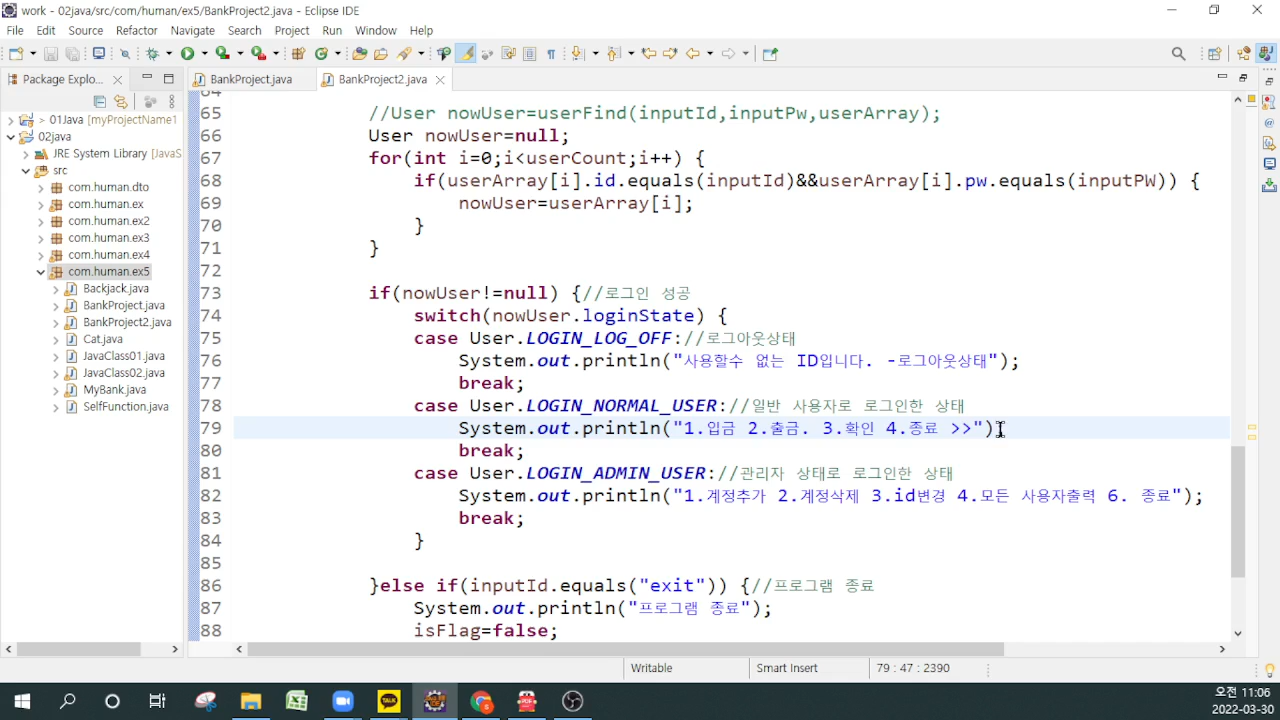 work - 02java/src/com/human/ex5/BankProject2.java - Eclipse IDE
File Edit Source Refactor Navigate Search Project Run Window Help
Package Explo...
BankProject.java
BankProject2.java
> 01Java [myProjectName1
02java
JRE System Library [JavaS
src
com.human.dto
com.human.ex
com.human.ex2
com.human.ex3
com.human.ex4
com.human.ex5
Backjack.java
BankProject.java
BankProject2.java
Cat.java
JavaClass01.java
JavaClass02.java
MyBank.java
SelfFunction.java
64
65 //User nowUser=userFind(inputId,inputPw,userArray);
66 User nowUser=null;
67 for(int i=0;i<userCount;i++) {
68 if(userArray[i].id.equals(inputId)&&userArray[i].pw.equals(inputPW)) {
69 nowUser=userArray[i];
70 }
71 }
72
73 if(nowUser!=null) {//로그인 성공
74 switch(nowUser.loginState) {
75 case User.LOGIN_LOG_OFF://로그아웃상태
76 System.out.println("사용할수 없는 ID입니다. -로그아웃상태");
77 break;
78 case User.LOGIN_NORMAL_USER://일반 사용자로 로그인한 상태
79 System.out.println("1.입금 2.출금. 3.확인 4.종료 >>");
80 break;
81 case User.LOGIN_ADMIN_USER://관리자 상태로 로그인한 상태
82 System.out.println("1.계정추가 2.계정삭제 3.id변경 4.모든 사용자출력 6. 종료");
83 break;
84 }
85
86 }else if(inputId.equals("exit")) {//프로그램 종료
87 System.out.println("프로그램 종료");
88 isFlag=false;
Writable Smart Insert 79 : 47 : 2390
TALK
PDF
오전 11:06
2022-03-30